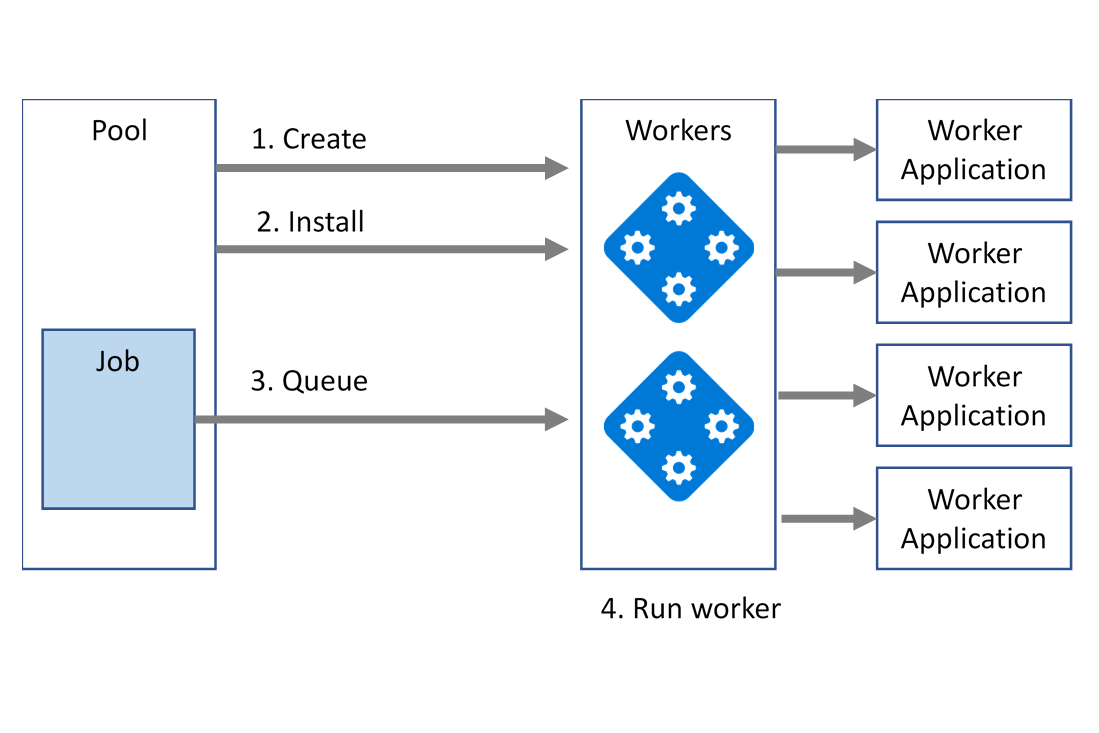 Pool
1. Create
2. Install
Job
3. Queue
Workers
4. Run worker
Worker
Application
Worker
Application
Worker
Application
Worker
Application